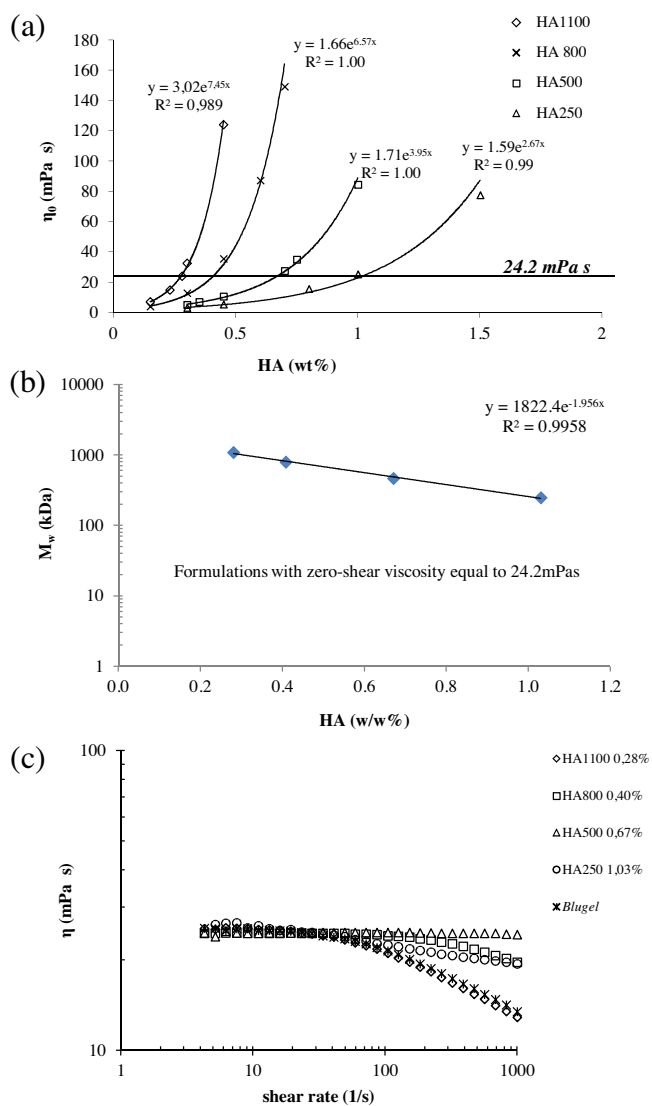 (a)
180
160
140
120
100
80
60
40
20
0
η₀ (mPa s)
y = 3,02e^7,45x
R² = 0,989
y = 1.66e^6.57x
R² = 1.00
y = 1.71e^3.95x
R² = 1.00
y = 1.59e^2.67x
R² = 0.99
HA1100
HA 800
HA500
HA250
24.2 mPa s
0 0.5 1 1.5 2
HA (wt%)
(b)
10000
1000
100
10
1
M_w (kDa)
y = 1822.4e^-1.956x
R² = 0.9958
Formulations with zero-shear viscosity equal to 24.2mPas
0.0 0.2 0.4 0.6 0.8 1.0 1.2
HA (w/w%)
(c)
100
10
η (mPa s)
HA1100 0,28%
HA800 0,40%
HA500 0,67%
HA250 1,03%
Blugel
1 10 100 1000
shear rate (1/s)